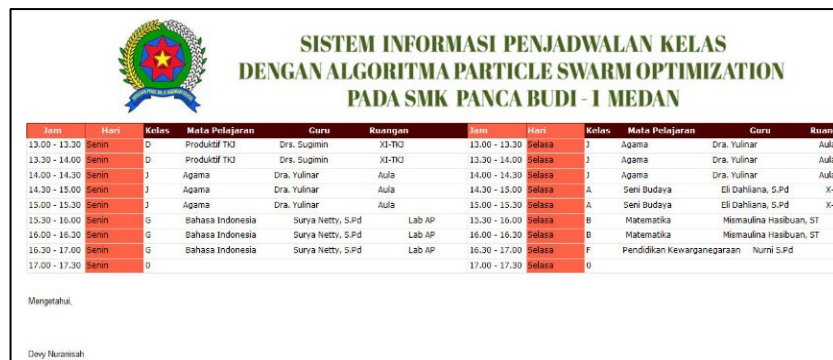 SISTEM INFORMASI PENJADWALAN KELAS
DENGAN ALGORITMA PARTICLE SWARM OPTIMIZATION
PADA SMK PANCA BUDI - 1 MEDAN
Jam Hari Kelas Mata Pelajaran Guru Ruangan Jam Hari Kelas Mata Pelajaran Guru Ruan
13.00 - 13.30 Senin D Produktif TKJ Drs. Sugimin XI-TKJ 13.00 - 13.30 Selasa J Agama Dra. Yulinar Aula
13.30 - 14.00 Senin D Produktif TKJ Drs. Sugimin XI-TKJ 13.30 - 14.00 Selasa J Agama Dra. Yulinar Aula
14.00 - 14.30 Senin J Agama Dra. Yulinar Aula 14.00 - 14.30 Selasa J Agama Dra. Yulinar Aula
14.30 - 15.00 Senin J Agama Dra. Yulinar Aula 14.30 - 15.00 Selasa A Seni Budaya Eli Dahliana, S.Pd X-
15.00 - 15.30 Senin J Agama Dra. Yulinar Aula 15.00 - 15.30 Selasa A Seni Budaya Eli Dahliana, S.Pd X-
15.30 - 16.00 Senin G Bahasa Indonesia Surya Netty, S.Pd Lab AP 15.30 - 16.00 Selasa B Matematika Mismaulina Hasibuan, ST
16.00 - 16.30 Senin G Bahasa Indonesia Surya Netty, S.Pd Lab AP 16.00 - 16.30 Selasa B Matematika Mismaulina Hasibuan, ST
16.30 - 17.00 Senin G Bahasa Indonesia Surya Netty, S.Pd Lab AP 16.30 - 17.00 Selasa F Pendidikan Kewarganegaraan Nurni S.Pd
17.00 - 17.30 Senin 0 17.00 - 17.30 Selasa 0
Mengetahui,
Devy Nuranisah